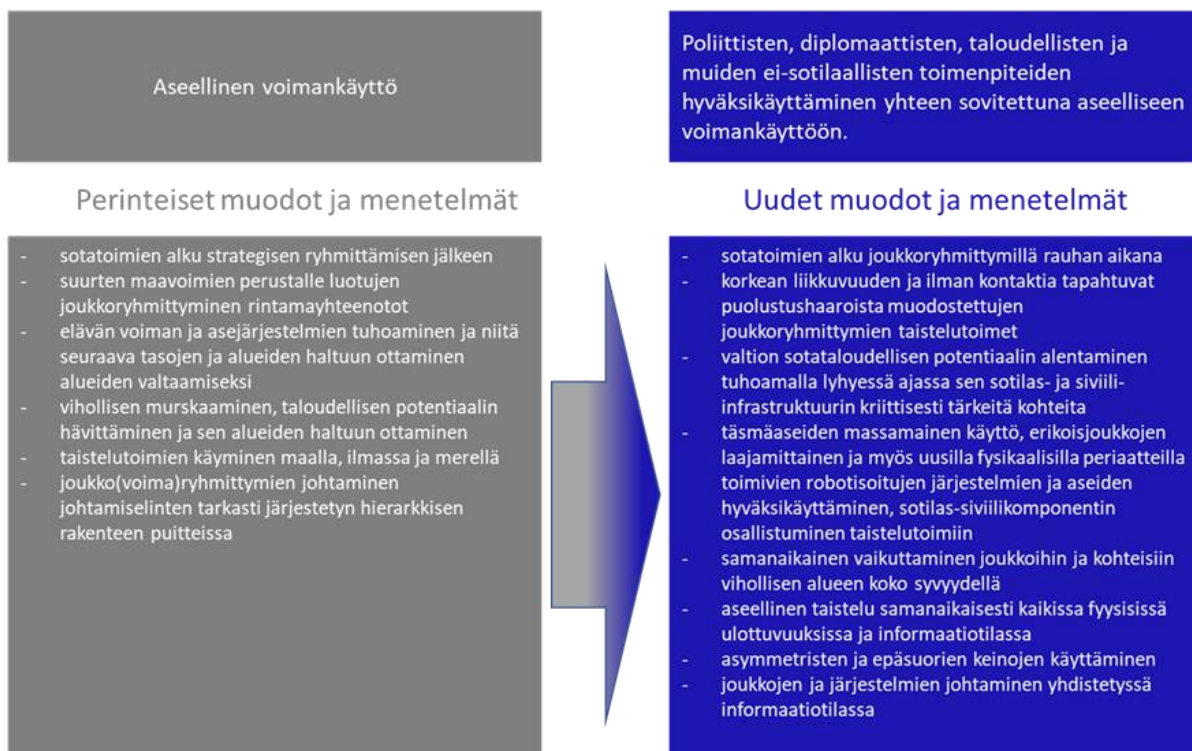 Aseellinen voimankäyttö
Perinteiset muodot ja menetelmät
- sotatoimien alku strategisen ryhmittämisen jälkeen
- suurten maavoimien perustalle luotujen
joukkoryhmittyminen rintamayhteenotot
- elävän voiman ja asejärjestelmien tuhoaminen ja niitä
seuraava tasojen ja alueiden haltuun ottaminen
alueiden valtaamiseksi
- vihollisen murskaaminen, taloudellisen potentiaalin
hävittäminen ja sen alueiden haltuun ottaminen
- taistelutoimien käyminen maalla, ilmassa ja merellä
- joukko(voima)ryhmittymien johtaminen
johtamiselinten tarkasti järjestetyn hierarkkisen
rakenteen puitteissa
Poliittisten, diplomaattisten, taloudellisten ja
muiden ei-sotilaallisten toimenpiteiden
hyväksikäyttäminen yhteen sovitettuna aseelliseen
voimankäyttöön.
Uudet muodot ja menetelmät
- sotatoimien alku joukkoryhmittymillä rauhan aikana
- korkean liikkuvuuden ja ilman kontaktia tapahtuvat
puolustushaaroista muodostettujen
joukkoryhmittymien taistelutoimet
- valtion sotataloudellisen potentiaalin alentaminen
tuhoamalla lyhyessä ajassa sen sotilas- ja siviili-
infrastruktuurin kriittisesti tärkeitä kohteita
- täsmäaseiden massamainen käyttö, erikoisjoukkojen
laajamittainen ja myös uusilla fysikaalisilla periaatteilla
toimivien robotisoitujen järjestelmien ja aseiden
hyväksikäyttäminen, sotilas-siviilikomponentin
osallistuminen taistelutoimiin
- samanaikainen vaikuttaminen joukkoihin ja kohteisiin
vihollisen alueen koko syvyydellä
- aseellinen taistelu samanaikaisesti kaikissa fyysisissä
ulottuvuuksissa ja informaatiotilassa
- asymmetristen ja epäsuorien keinojen käyttäminen
- joukkojen ja järjestelmien johtaminen yhdistetyssä
informaatiotilassa